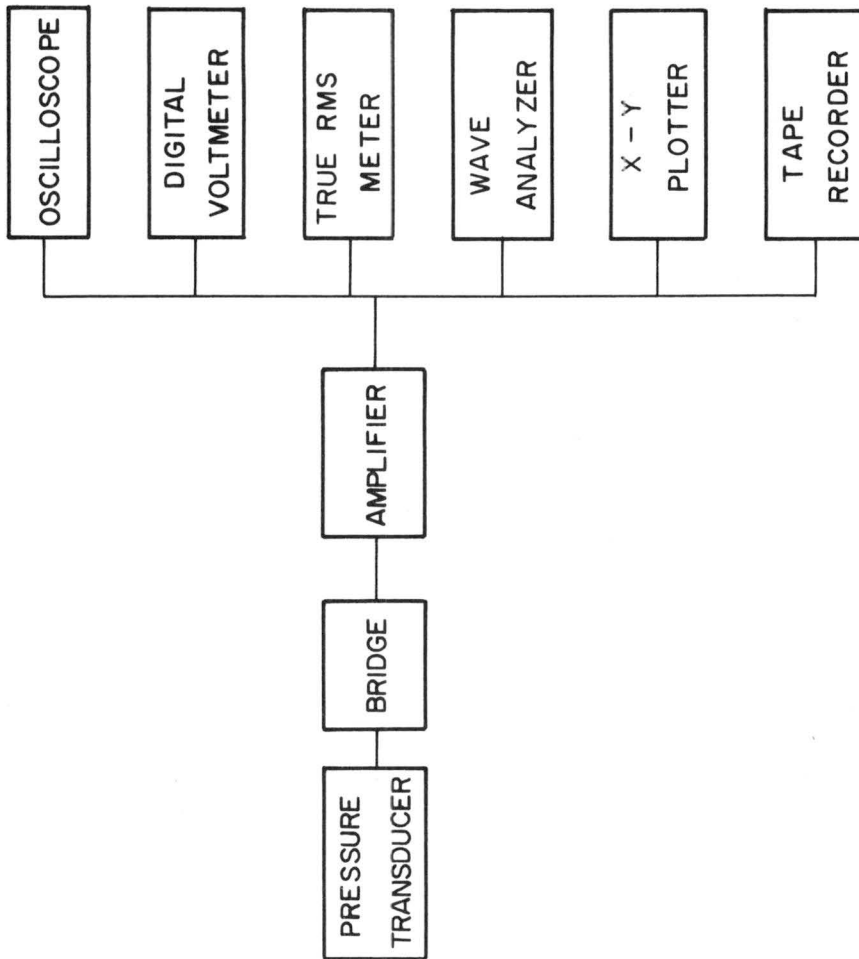 OSCILLOSCOPE
DIGITAL
VOLTMETER
TRUE RMS
METER
WAVE
ANALYZER
X – Y
PLOTTER
TAPE
RECORDER
AMPLIFIER
BRIDGE
PRESSURE
TRANSDUCER